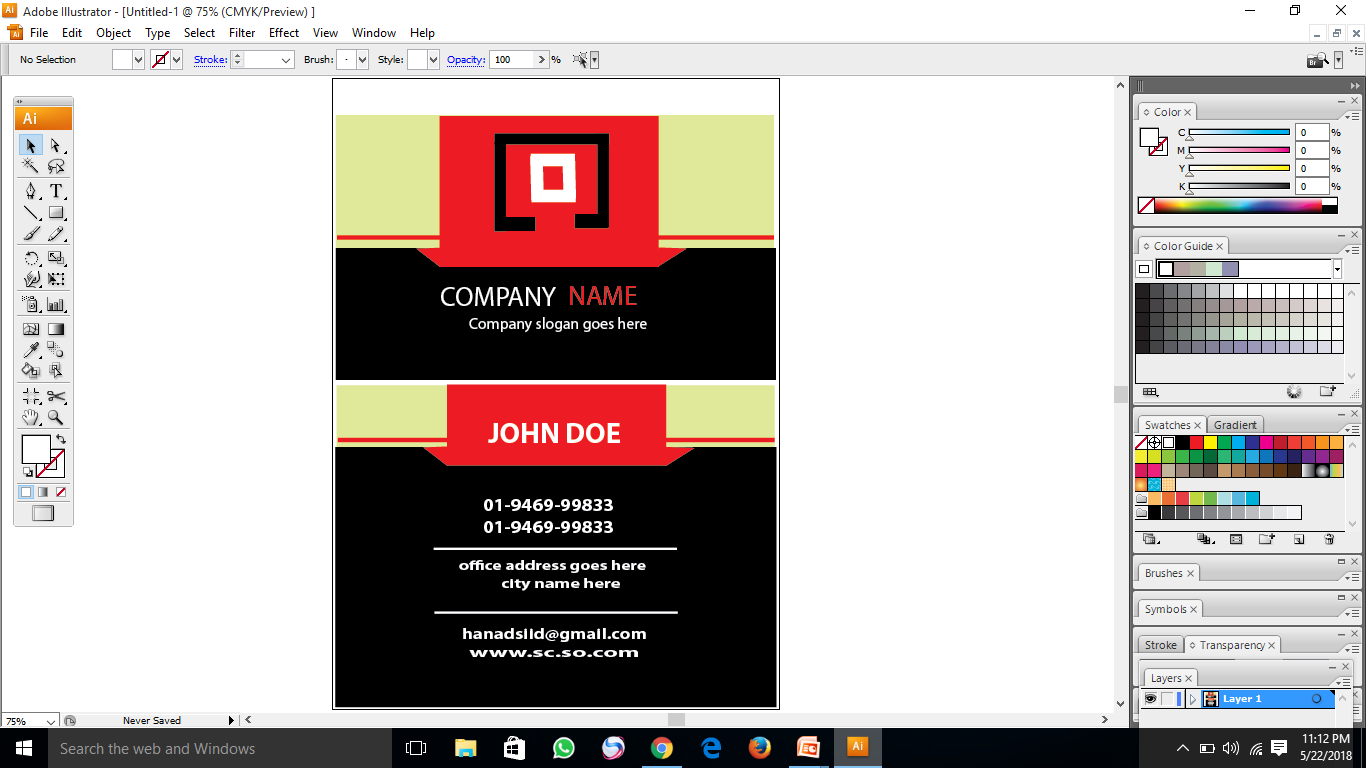 Adobe Illustrator - [Untitled-1 @ 75% (CMYK/Preview) ]
File Edit Object Type Select Filter Effect View Window Help
No Selection Stroke: Brush: Style: Opacity: 100 %
Br
Ai
COMPANY NAME
Company slogan goes here
JOHN DOE
01-9469-99833
01-9469-99833
office address goes here
city name here
hanadsiid@gmail.com
www.sc.so.com
Color
C 0 %
M 0 %
Y 0 %
K 0 %
Color Guide
Swatches Gradient
Brushes
Symbols
Stroke Transparency
Layers
Layer 1
75% Never Saved
Search the web and Windows
Ai
11:12 PM
5/22/2018